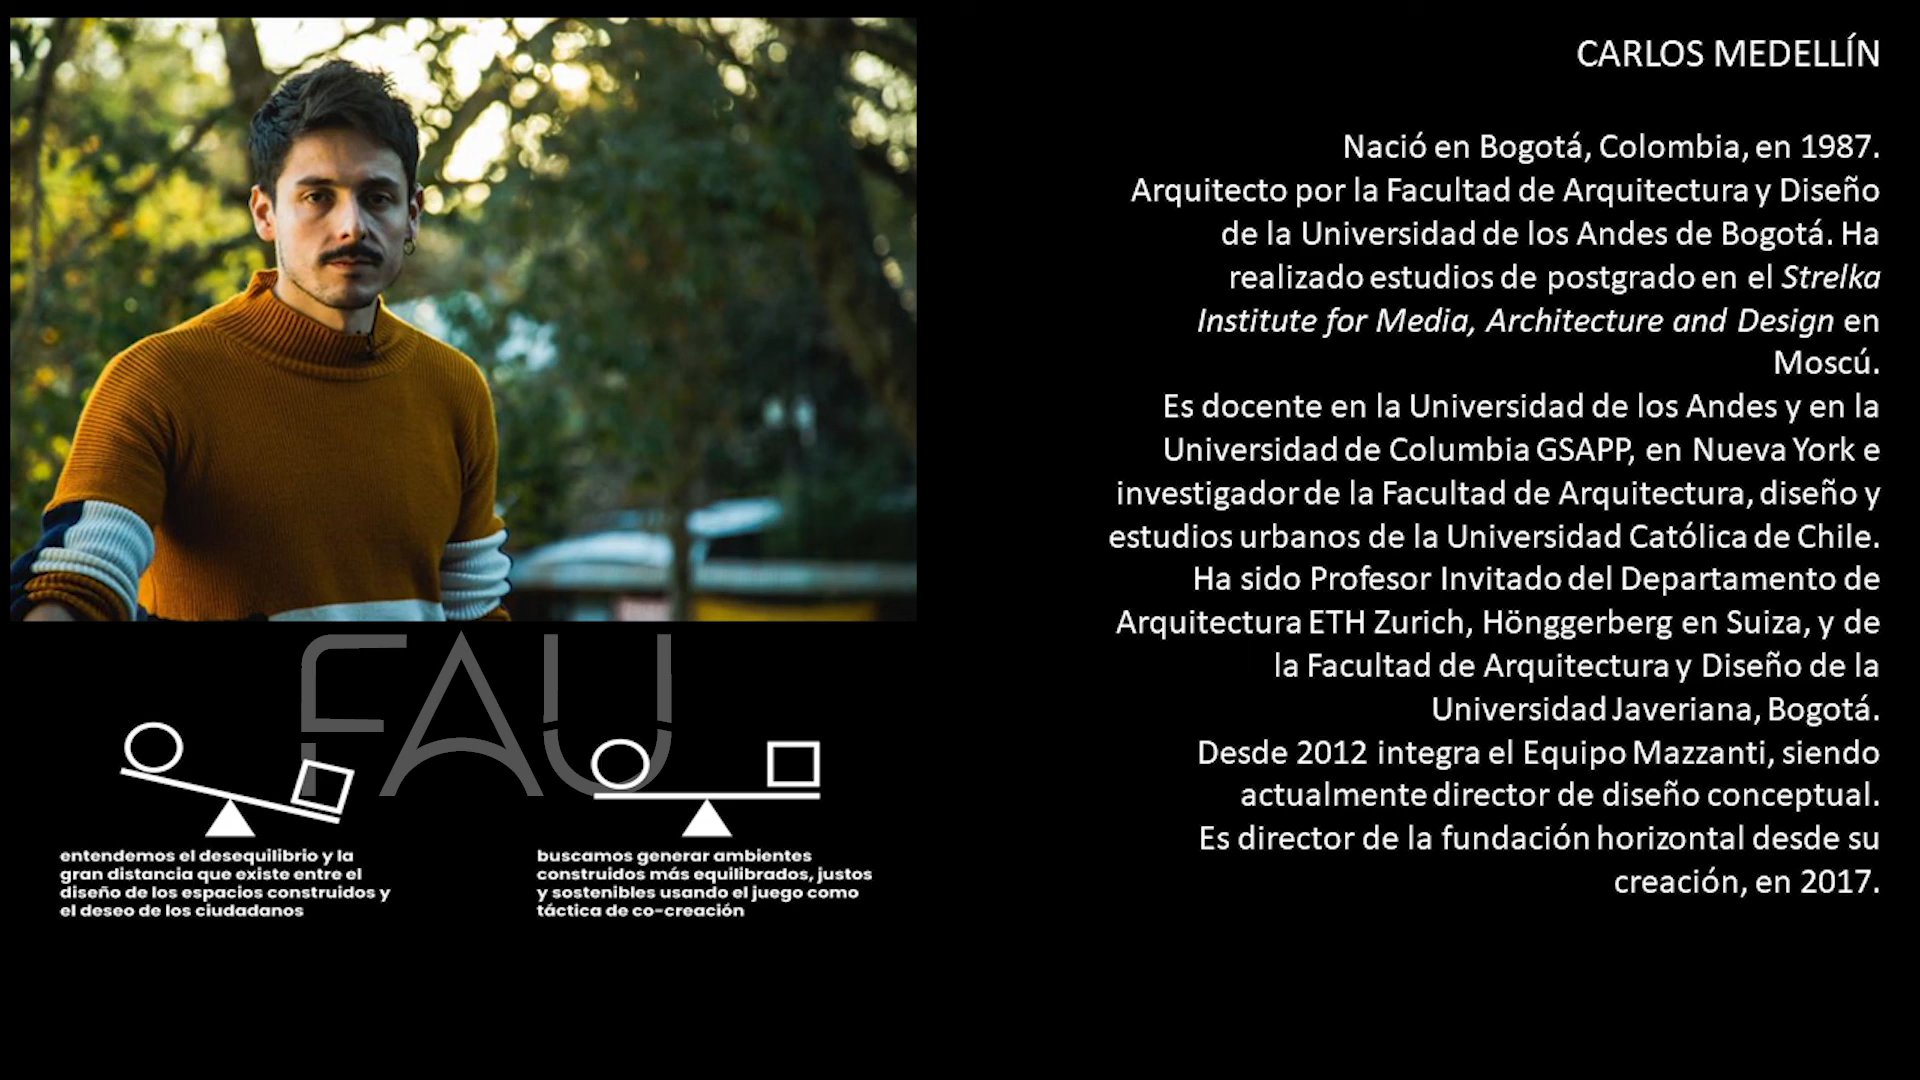 CARLOS MEDELLÍN
Nació en Bogotá, Colombia, en 1987.
Arquitecto por la Facultad de Arquitectura y Diseño
de la Universidad de los Andes de Bogotá. Ha
realizado estudios de postgrado en el Strelka
Institute for Media, Architecture and Design en
Moscú.
Es docente en la Universidad de los Andes y en la
Universidad de Columbia GSAPP, en Nueva York e
investigador de la Facultad de Arquitectura, diseño y
estudios urbanos de la Universidad Católica de Chile.
Ha sido Profesor Invitado del Departamento de
Arquitectura ETH Zurich, Hönggerberg en Suiza, y de
la Facultad de Arquitectura y Diseño de la
Universidad Javeriana, Bogotá.
Desde 2012 integra el Equipo Mazzanti, siendo
actualmente director de diseño conceptual.
Es director de la fundación horizontal desde su
creación, en 2017.
FAU
entendemos el desequilibrio y la
gran distancia que existe entre el
diseño de los espacios construidos y
el deseo de los ciudadanos
buscamos generar ambientes
construidos más equilibrados, justos
y sostenibles usando el juego como
táctica de co-creación